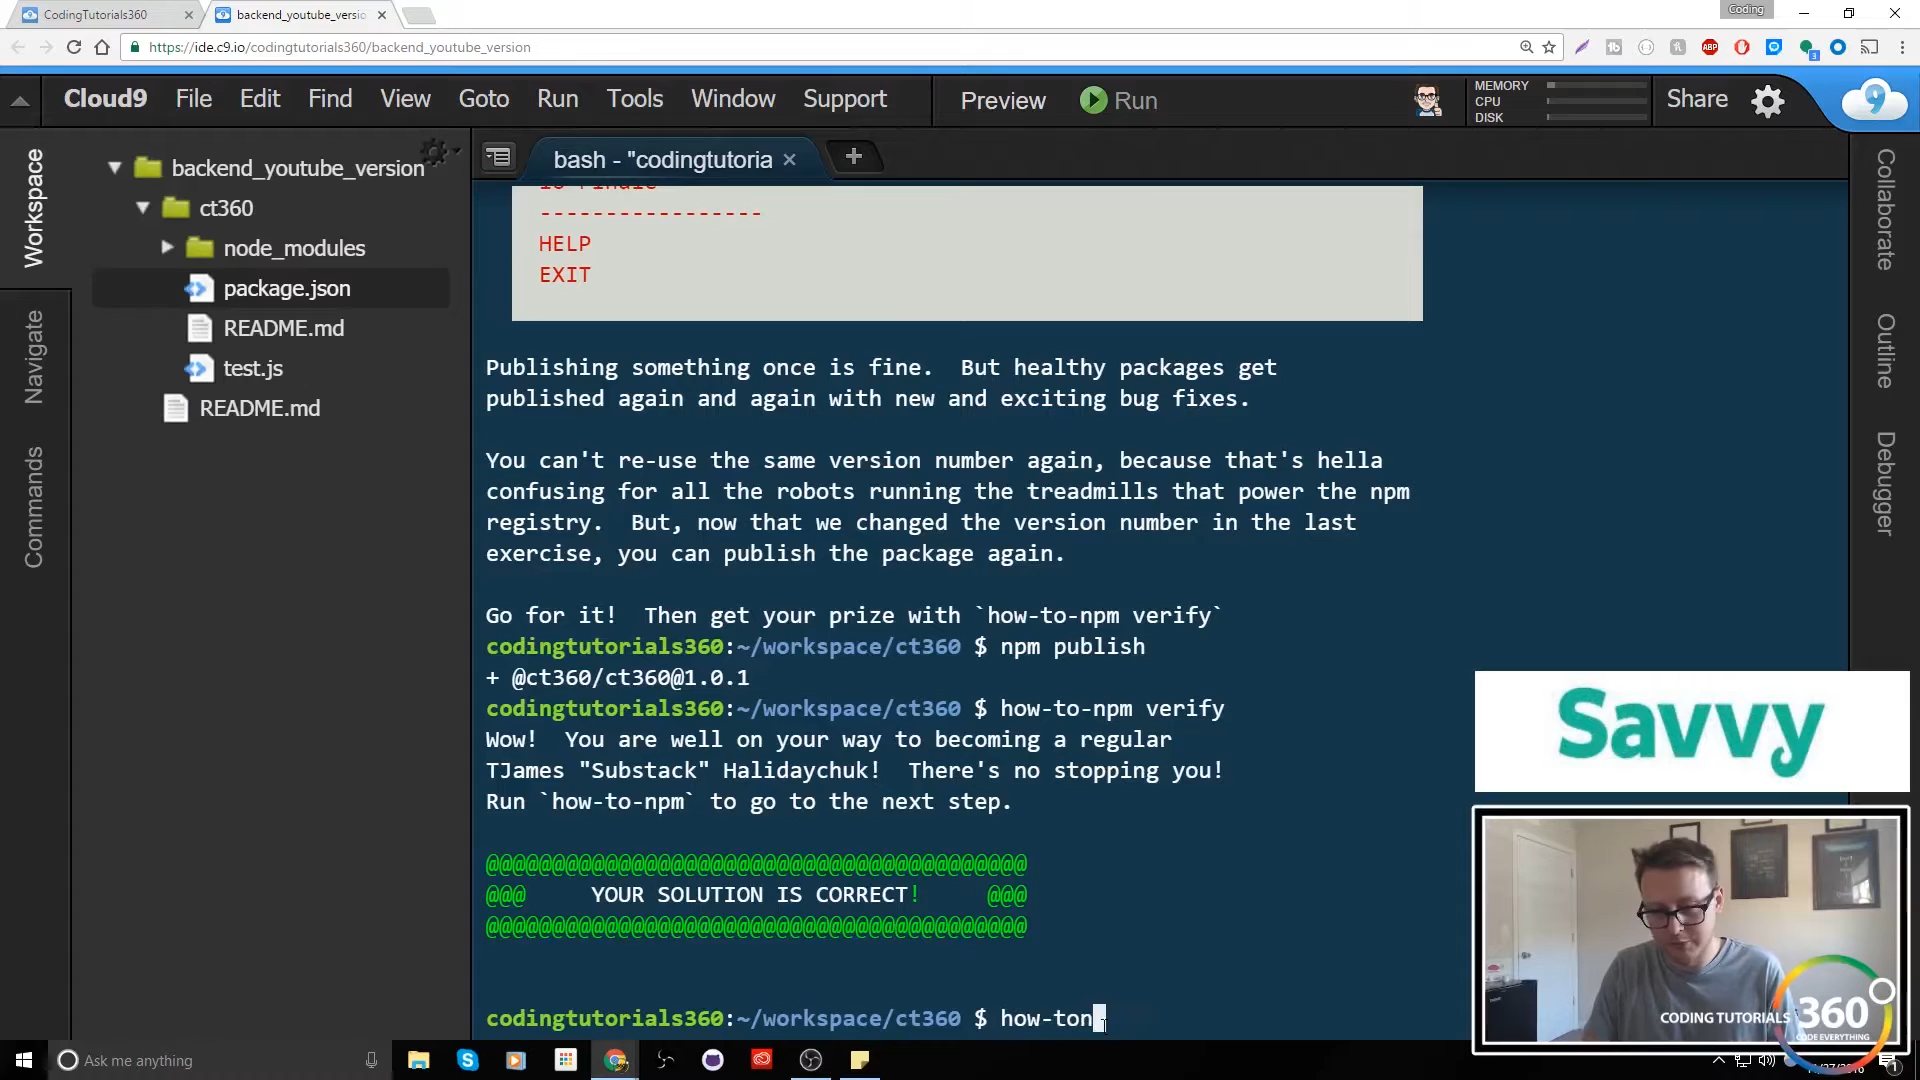 CodingTutorials360
backend_youtube_versio
Coding
https://ide.c9.io/codingtutorials360/backend_youtube_version
Cloud9 File Edit Find View Goto Run Tools Window Support
Preview Run
MEMORY
CPU
DISK
Share
Workspace
Navigate
Commands
backend_youtube_version
ct360
node_modules
package.json
README.md
test.js
README.md
bash - "codingtutoria
-----------------
HELP
EXIT
Publishing something once is fine.  But healthy packages get
published again and again with new and exciting bug fixes.
You can't re-use the same version number again, because that's hella
confusing for all the robots running the treadmills that power the npm
registry.  But, now that we changed the version number in the last
exercise, you can publish the package again.
Go for it!  Then get your prize with `how-to-npm verify`
codingtutorials360:~/workspace/ct360 $ npm publish
+ @ct360/ct360@1.0.1
codingtutorials360:~/workspace/ct360 $ how-to-npm verify
Wow!  You are well on your way to becoming a regular
TJames "Substack" Halidaychuk!  There's no stopping you!
Run `how-to-npm` to go to the next step.
@@@@@@@@@@@@@@@@@@@@@@@@@@@@@@@@@@@@@@@@@
@@@     YOUR SOLUTION IS CORRECT!     @@@
@@@@@@@@@@@@@@@@@@@@@@@@@@@@@@@@@@@@@@@@@
codingtutorials360:~/workspace/ct360 $ how-ton
Collaborate
Outline
Debugger
Savvy
CODING TUTORIALS 360
CODE EVERYTHING
Ask me anything